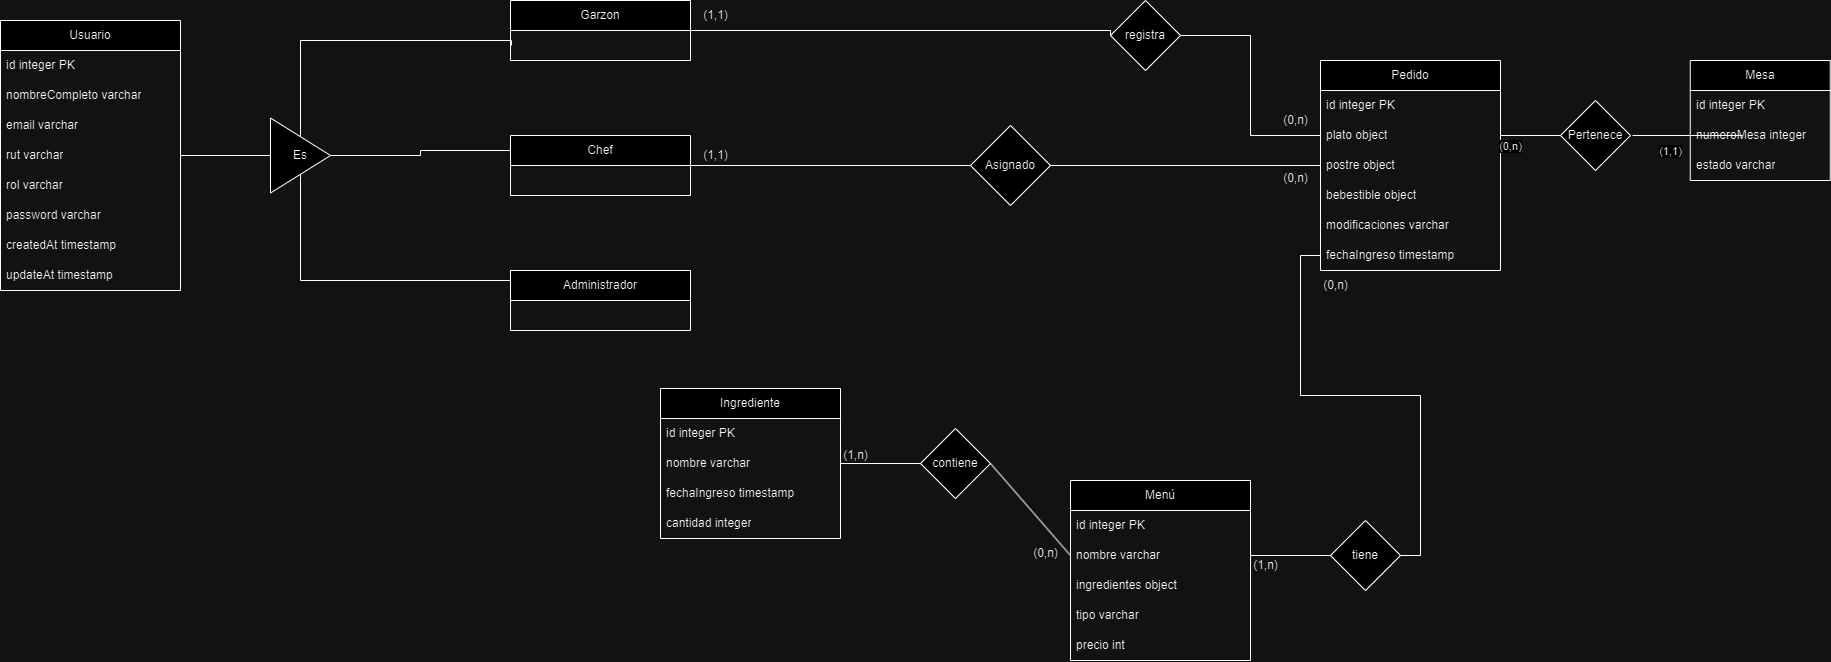 Usuario
id integer PK
nombreCompleto varchar
email varchar
rut varchar
rol varchar
password varchar
createdAt timestamp
updateAt timestamp
Es
Garzon
(1,1)
registra
(0,n)
Chef
(1,1)
Asignado
(0,n)
Administrador
Pedido
id integer PK
plato object
postre object
bebestible object
modificaciones varchar
fechaIngreso timestamp
(0,n)
(0,n)
Pertenece
(1,1)
Mesa
id integer PK
numeroMesa integer
estado varchar
Ingrediente
id integer PK
nombre varchar
fechaIngreso timestamp
cantidad integer
(1,n)
contiene
(0,n)
Menú
id integer PK
nombre varchar
ingredientes object
tipo varchar
precio int
(1,n)
tiene